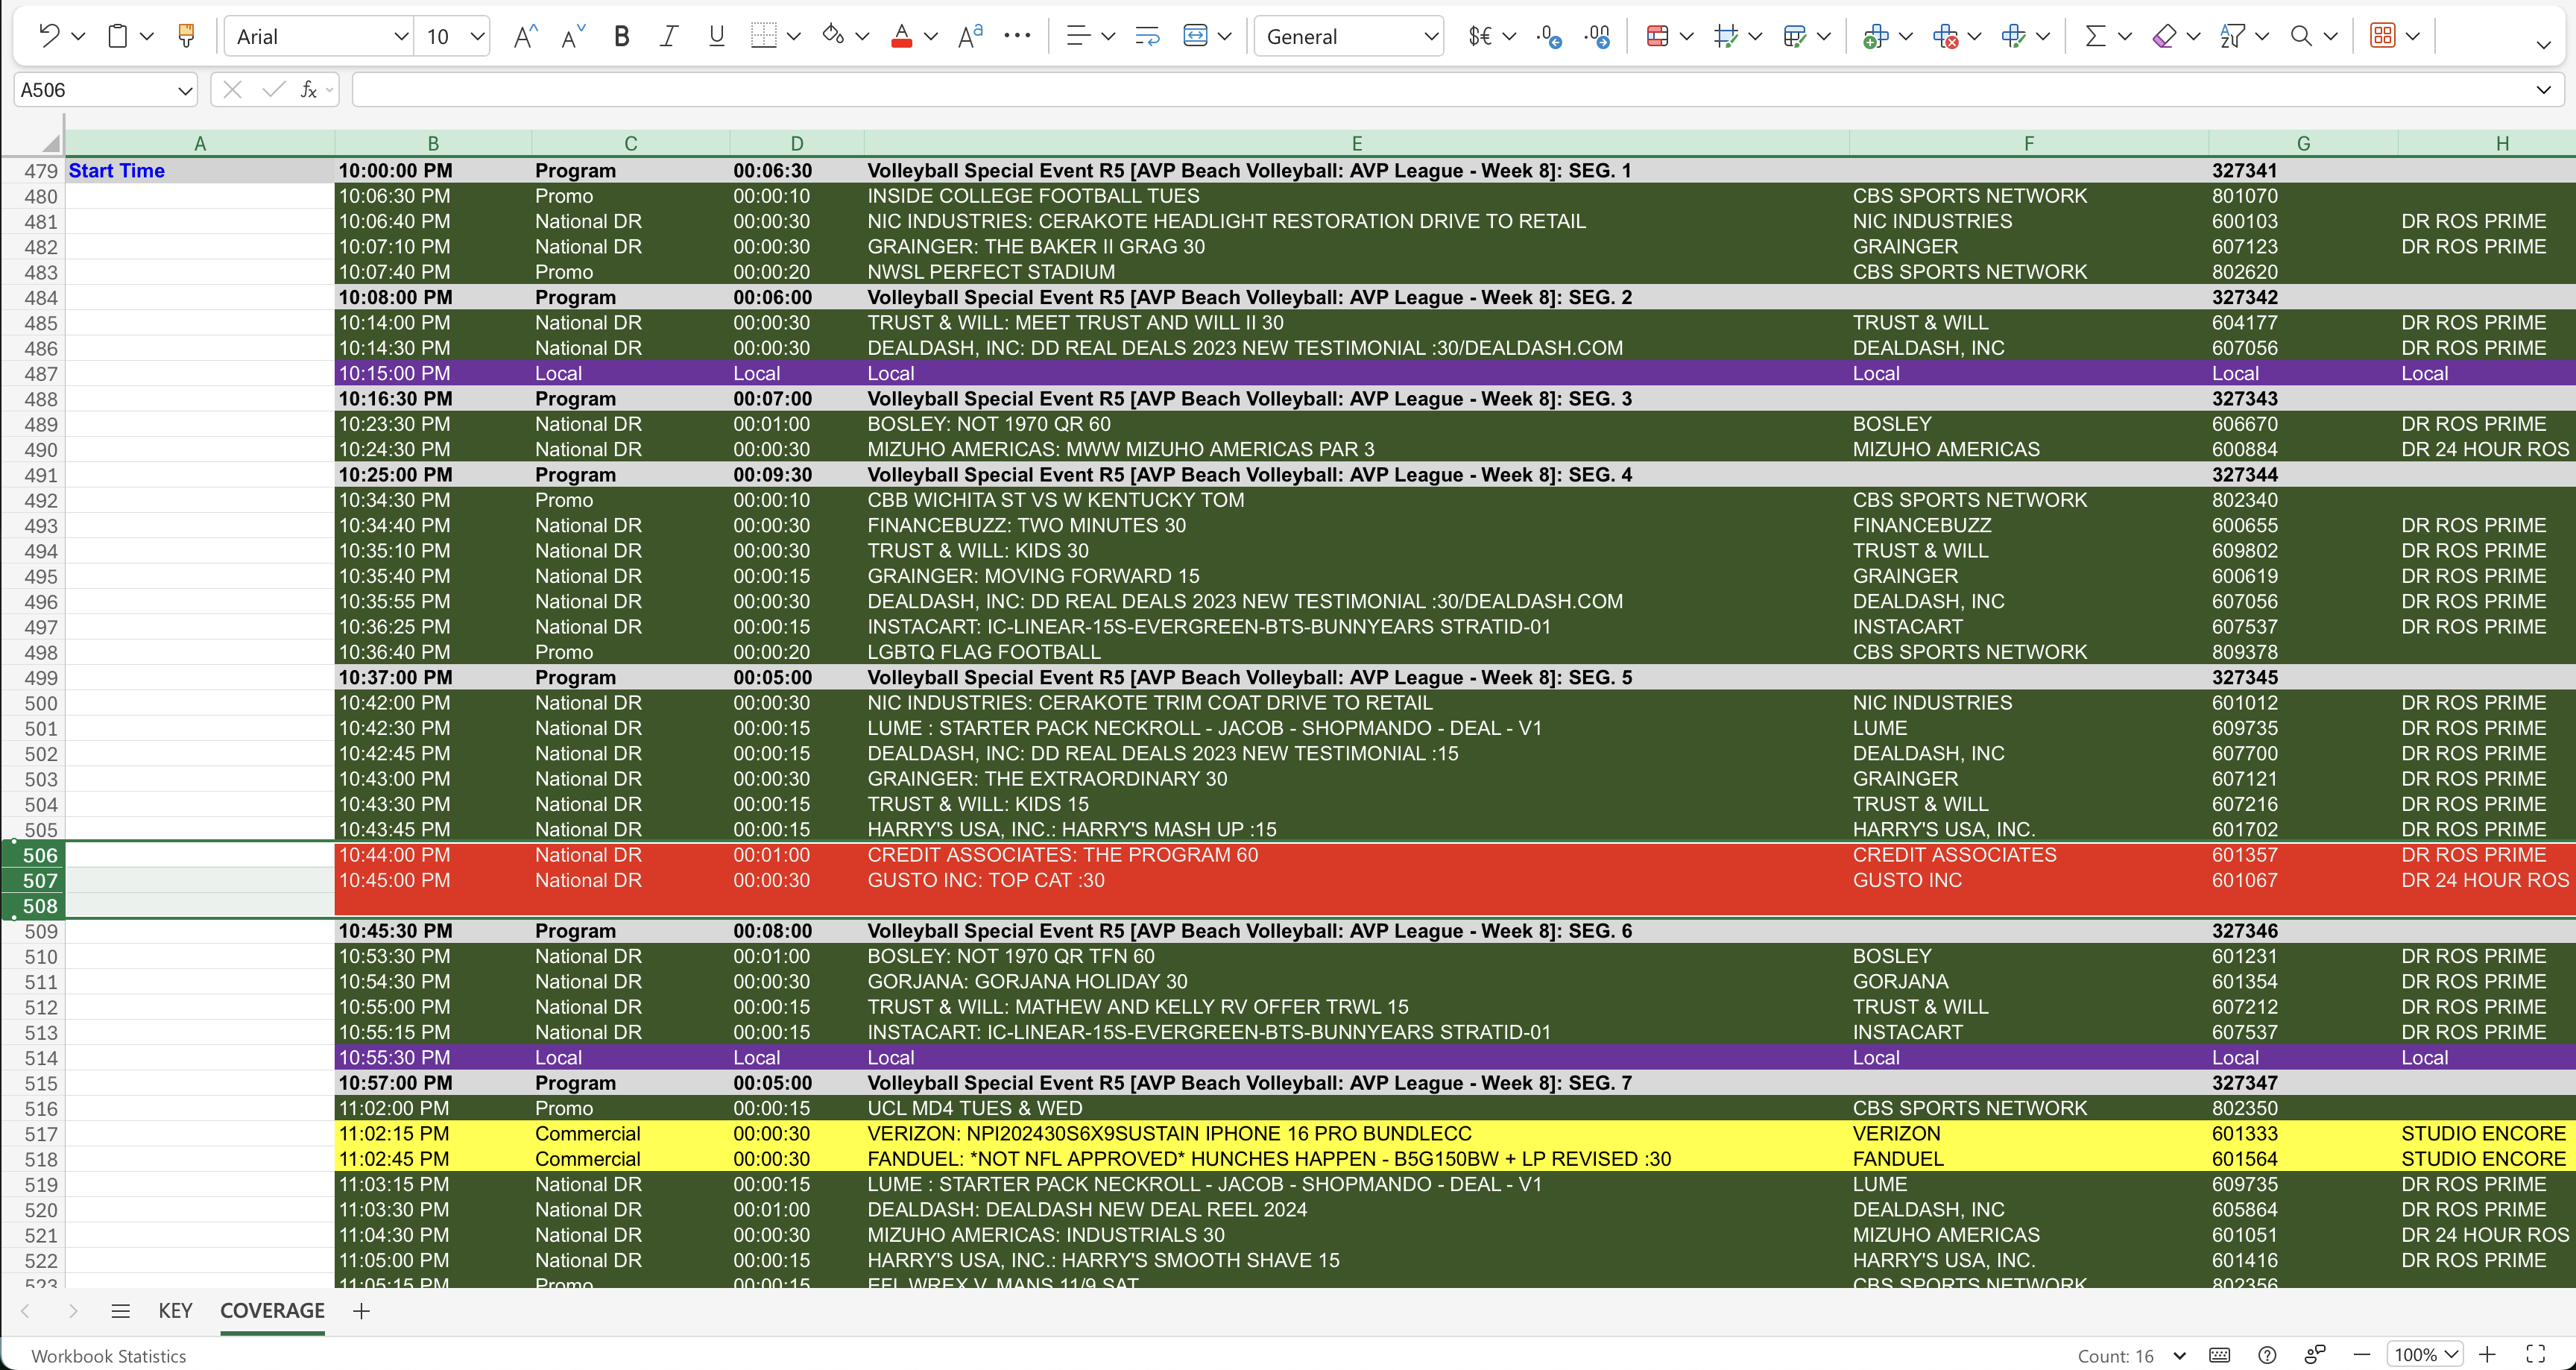 Arial 10 B I U General
A506 fx
A B C D E F G H
479 Start Time 10:00:00 PM Program 00:06:30 Volleyball Special Event R5 [AVP Beach Volleyball: AVP League - Week 8]: SEG. 1 327341
480 10:06:30 PM Promo 00:00:10 INSIDE COLLEGE FOOTBALL TUES CBS SPORTS NETWORK 801070
481 10:06:40 PM National DR 00:00:30 NIC INDUSTRIES: CERAKOTE HEADLIGHT RESTORATION DRIVE TO RETAIL NIC INDUSTRIES 600103 DR ROS PRIME
482 10:07:10 PM National DR 00:00:30 GRAINGER: THE BAKER II GRAG 30 GRAINGER 607123 DR ROS PRIME
483 10:07:40 PM Promo 00:00:20 NWSL PERFECT STADIUM CBS SPORTS NETWORK 802620
484 10:08:00 PM Program 00:06:00 Volleyball Special Event R5 [AVP Beach Volleyball: AVP League - Week 8]: SEG. 2 327342
485 10:14:00 PM National DR 00:00:30 TRUST & WILL: MEET TRUST AND WILL II 30 TRUST & WILL 604177 DR ROS PRIME
486 10:14:30 PM National DR 00:00:30 DEALDASH, INC: DD REAL DEALS 2023 NEW TESTIMONIAL :30/DEALDASH.COM DEALDASH, INC 607056 DR ROS PRIME
487 10:15:00 PM Local Local Local Local Local Local
488 10:16:30 PM Program 00:07:00 Volleyball Special Event R5 [AVP Beach Volleyball: AVP League - Week 8]: SEG. 3 327343
489 10:23:30 PM National DR 00:01:00 BOSLEY: NOT 1970 QR 60 BOSLEY 606670 DR ROS PRIME
490 10:24:30 PM National DR 00:00:30 MIZUHO AMERICAS: MWW MIZUHO AMERICAS PAR 3 MIZUHO AMERICAS 600884 DR 24 HOUR ROS
491 10:25:00 PM Program 00:09:30 Volleyball Special Event R5 [AVP Beach Volleyball: AVP League - Week 8]: SEG. 4 327344
492 10:34:30 PM Promo 00:00:10 CBB WICHITA ST VS W KENTUCKY TOM CBS SPORTS NETWORK 802340
493 10:34:40 PM National DR 00:00:30 FINANCEBUZZ: TWO MINUTES 30 FINANCEBUZZ 600655 DR ROS PRIME
494 10:35:10 PM National DR 00:00:30 TRUST & WILL: KIDS 30 TRUST & WILL 609802 DR ROS PRIME
495 10:35:40 PM National DR 00:00:15 GRAINGER: MOVING FORWARD 15 GRAINGER 600619 DR ROS PRIME
496 10:35:55 PM National DR 00:00:30 DEALDASH, INC: DD REAL DEALS 2023 NEW TESTIMONIAL :30/DEALDASH.COM DEALDASH, INC 607056 DR ROS PRIME
497 10:36:25 PM National DR 00:00:15 INSTACART: IC-LINEAR-15S-EVERGREEN-BTS-BUNNYEARS STRATID-01 INSTACART 607537 DR ROS PRIME
498 10:36:40 PM Promo 00:00:20 LGBTQ FLAG FOOTBALL CBS SPORTS NETWORK 809378
499 10:37:00 PM Program 00:05:00 Volleyball Special Event R5 [AVP Beach Volleyball: AVP League - Week 8]: SEG. 5 327345
500 10:42:00 PM National DR 00:00:30 NIC INDUSTRIES: CERAKOTE TRIM COAT DRIVE TO RETAIL NIC INDUSTRIES 601012 DR ROS PRIME
501 10:42:30 PM National DR 00:00:15 LUME : STARTER PACK NECKROLL - JACOB - SHOPMANDO - DEAL - V1 LUME 609735 DR ROS PRIME
502 10:42:45 PM National DR 00:00:15 DEALDASH, INC: DD REAL DEALS 2023 NEW TESTIMONIAL :15 DEALDASH, INC 607700 DR ROS PRIME
503 10:43:00 PM National DR 00:00:30 GRAINGER: THE EXTRAORDINARY 30 GRAINGER 607121 DR ROS PRIME
504 10:43:30 PM National DR 00:00:15 TRUST & WILL: KIDS 15 TRUST & WILL 607216 DR ROS PRIME
505 10:43:45 PM National DR 00:00:15 HARRY'S USA, INC.: HARRY'S MASH UP :15 HARRY'S USA, INC. 601702 DR ROS PRIME
506 10:44:00 PM National DR 00:01:00 CREDIT ASSOCIATES: THE PROGRAM 60 CREDIT ASSOCIATES 601357 DR ROS PRIME
507 10:45:00 PM National DR 00:00:30 GUSTO INC: TOP CAT :30 GUSTO INC 601067 DR 24 HOUR ROS
508
509 10:45:30 PM Program 00:08:00 Volleyball Special Event R5 [AVP Beach Volleyball: AVP League - Week 8]: SEG. 6 327346
510 10:53:30 PM National DR 00:01:00 BOSLEY: NOT 1970 QR TFN 60 BOSLEY 601231 DR ROS PRIME
511 10:54:30 PM National DR 00:00:30 GORJANA: GORJANA HOLIDAY 30 GORJANA 601354 DR ROS PRIME
512 10:55:00 PM National DR 00:00:15 TRUST & WILL: MATHEW AND KELLY RV OFFER TRWL 15 TRUST & WILL 607212 DR ROS PRIME
513 10:55:15 PM National DR 00:00:15 INSTACART: IC-LINEAR-15S-EVERGREEN-BTS-BUNNYEARS STRATID-01 INSTACART 607537 DR ROS PRIME
514 10:55:30 PM Local Local Local Local Local Local
515 10:57:00 PM Program 00:05:00 Volleyball Special Event R5 [AVP Beach Volleyball: AVP League - Week 8]: SEG. 7 327347
516 11:02:00 PM Promo 00:00:15 UCL MD4 TUES & WED CBS SPORTS NETWORK 802350
517 11:02:15 PM Commercial 00:00:30 VERIZON: NPI202430S6X9SUSTAIN IPHONE 16 PRO BUNDLECC VERIZON 601333 STUDIO ENCORE
518 11:02:45 PM Commercial 00:00:30 FANDUEL: *NOT NFL APPROVED* HUNCHES HAPPEN - B5G150BW + LP REVISED :30 FANDUEL 601564 STUDIO ENCORE
519 11:03:15 PM National DR 00:00:15 LUME : STARTER PACK NECKROLL - JACOB - SHOPMANDO - DEAL - V1 LUME 609735 DR ROS PRIME
520 11:03:30 PM National DR 00:01:00 DEALDASH: DEALDASH NEW DEAL REEL 2024 DEALDASH, INC 605864 DR ROS PRIME
521 11:04:30 PM National DR 00:00:30 MIZUHO AMERICAS: INDUSTRIALS 30 MIZUHO AMERICAS 601051 DR 24 HOUR ROS
522 11:05:00 PM National DR 00:00:15 HARRY'S USA, INC.: HARRY'S SMOOTH SHAVE 15 HARRY'S USA, INC. 601416 DR ROS PRIME
523 11:05:15 PM Promo 00:00:15 EFL WREX V. MANS 11/9 SAT CBS SPORTS NETWORK 802356
KEY COVERAGE
Workbook Statistics Count: 16 100%